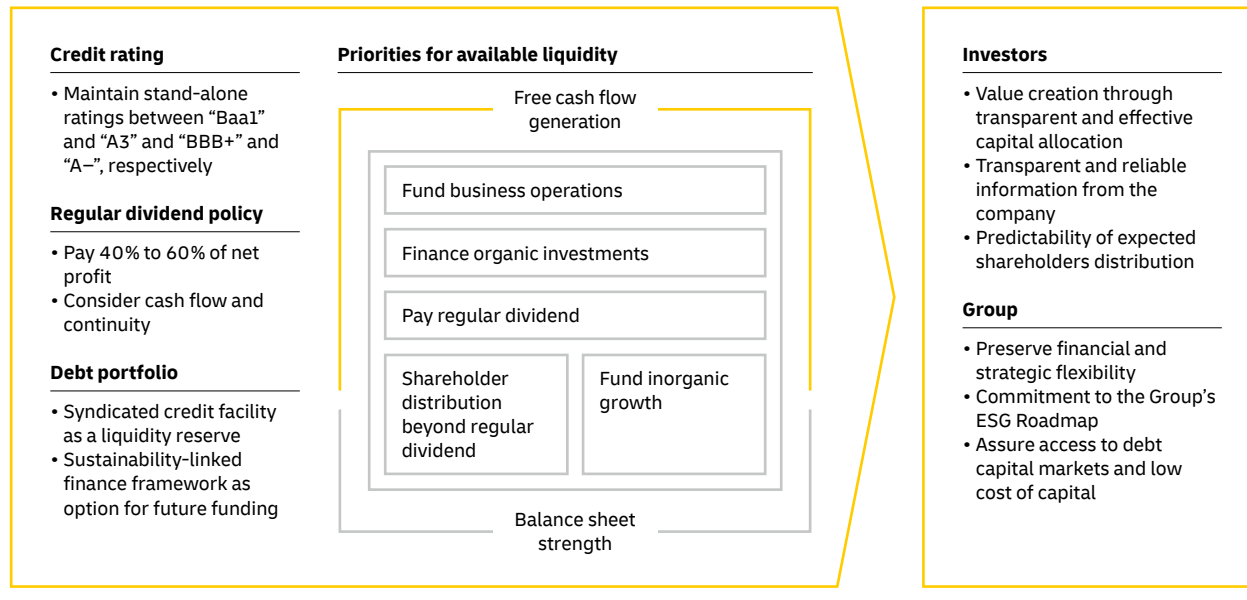 Credit rating
• Maintain stand-alone
ratings between “Baa1”
and “A3” and “BBB+” and
“A–”, respectively
Regular dividend policy
• Pay 40% to 60% of net
profit
• Consider cash flow and
continuity
Debt portfolio
• Syndicated credit facility
as a liquidity reserve
• Sustainability-linked
finance framework as
option for future funding
Priorities for available liquidity
Free cash flow
generation
Fund business operations
Finance organic investments
Pay regular dividend
Shareholder
distribution
beyond regular
dividend
Fund inorganic
growth
Balance sheet
strength
Investors
• Value creation through
transparent and effective
capital allocation
• Transparent and reliable
information from the
company
• Predictability of expected
shareholders distribution
Group
• Preserve financial and
strategic flexibility
• Commitment to the Group’s
ESG Roadmap
• Assure access to debt
capital markets and low
cost of capital